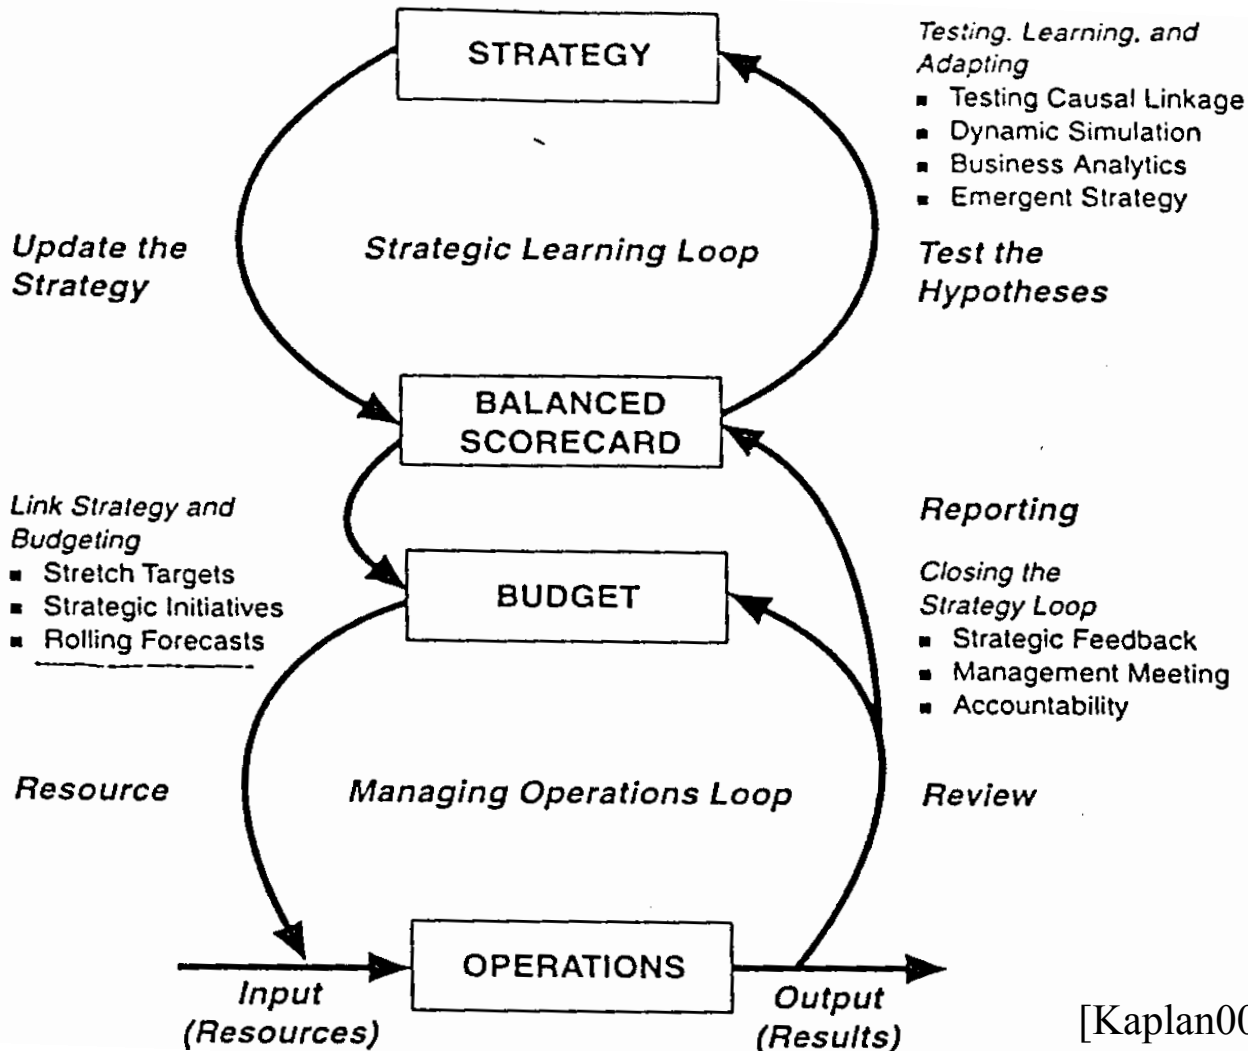 STRATEGY
Testing, Learning, and
Adapting
▪ Testing Causal Linkage
▪ Dynamic Simulation
▪ Business Analytics
▪ Emergent Strategy
Update the
Strategy
Strategic Learning Loop
Test the
Hypotheses
BALANCED
SCORECARD
Link Strategy and
Budgeting
▪ Stretch Targets
▪ Strategic Initiatives
▪ Rolling Forecasts
BUDGET
Reporting
Closing the
Strategy Loop
▪ Strategic Feedback
▪ Management Meeting
▪ Accountability
Resource
Managing Operations Loop
Review
OPERATIONS
Input
(Resources)
Output
(Results)
[Kaplan00